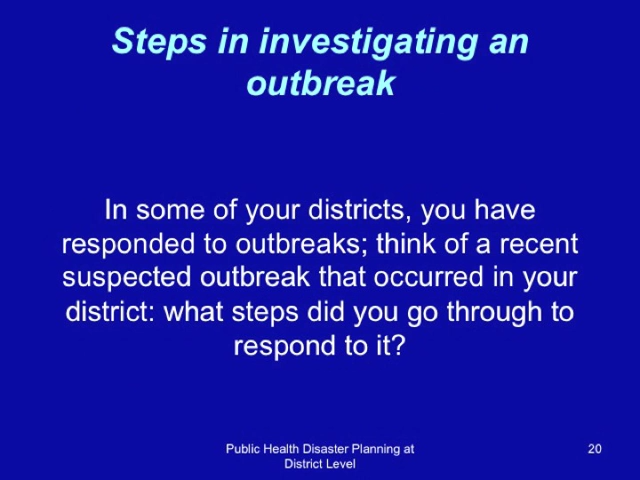 Steps in investigating an
outbreak
In some of your districts, you have
responded to outbreaks; think of a recent
suspected outbreak that occurred in your
district: what steps did you go through to
respond to it?
Public Health Disaster Planning at
District Level
20